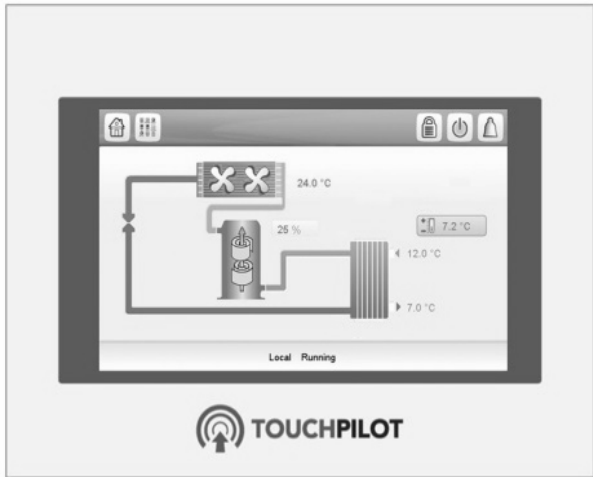 24.0 °C
25 %
7.2 °C
12.0 °C
7.0 °C
Local Running
TOUCHPILOT